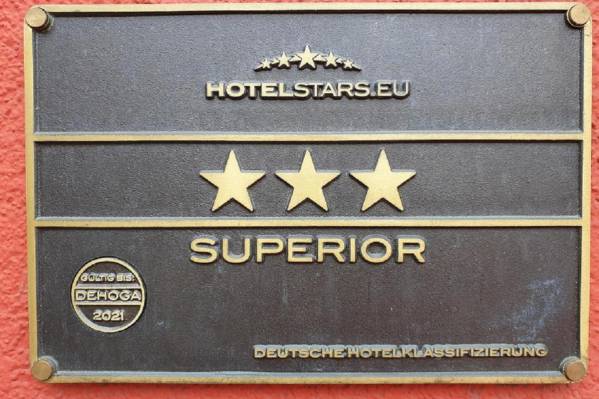 HOTELSTARS.EU
SUPERIOR
GÜLTIG BIS:
DEHOGA
2021
DEUTSCHE HOTELKLASSIFIZIERUNG